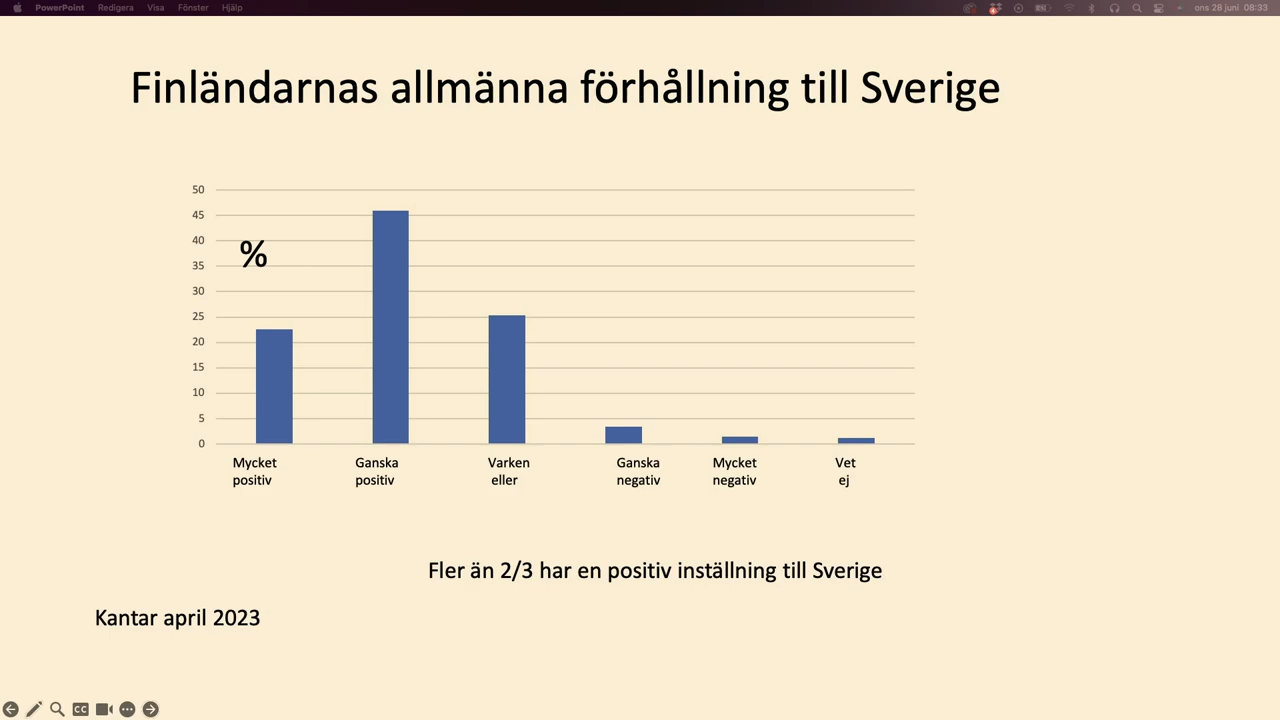 PowerPoint Redigera Visa Fönster Hjälp ons 28 juni 08:33
Finländarnas allmänna förhållning till Sverige
50
45
40
35
30
25
20
15
10
5
0
%
Mycket positiv
Ganska positiv
Varken eller
Ganska negativ
Mycket negativ
Vet ej
Fler än 2/3 har en positiv inställning till Sverige
Kantar april 2023
CC